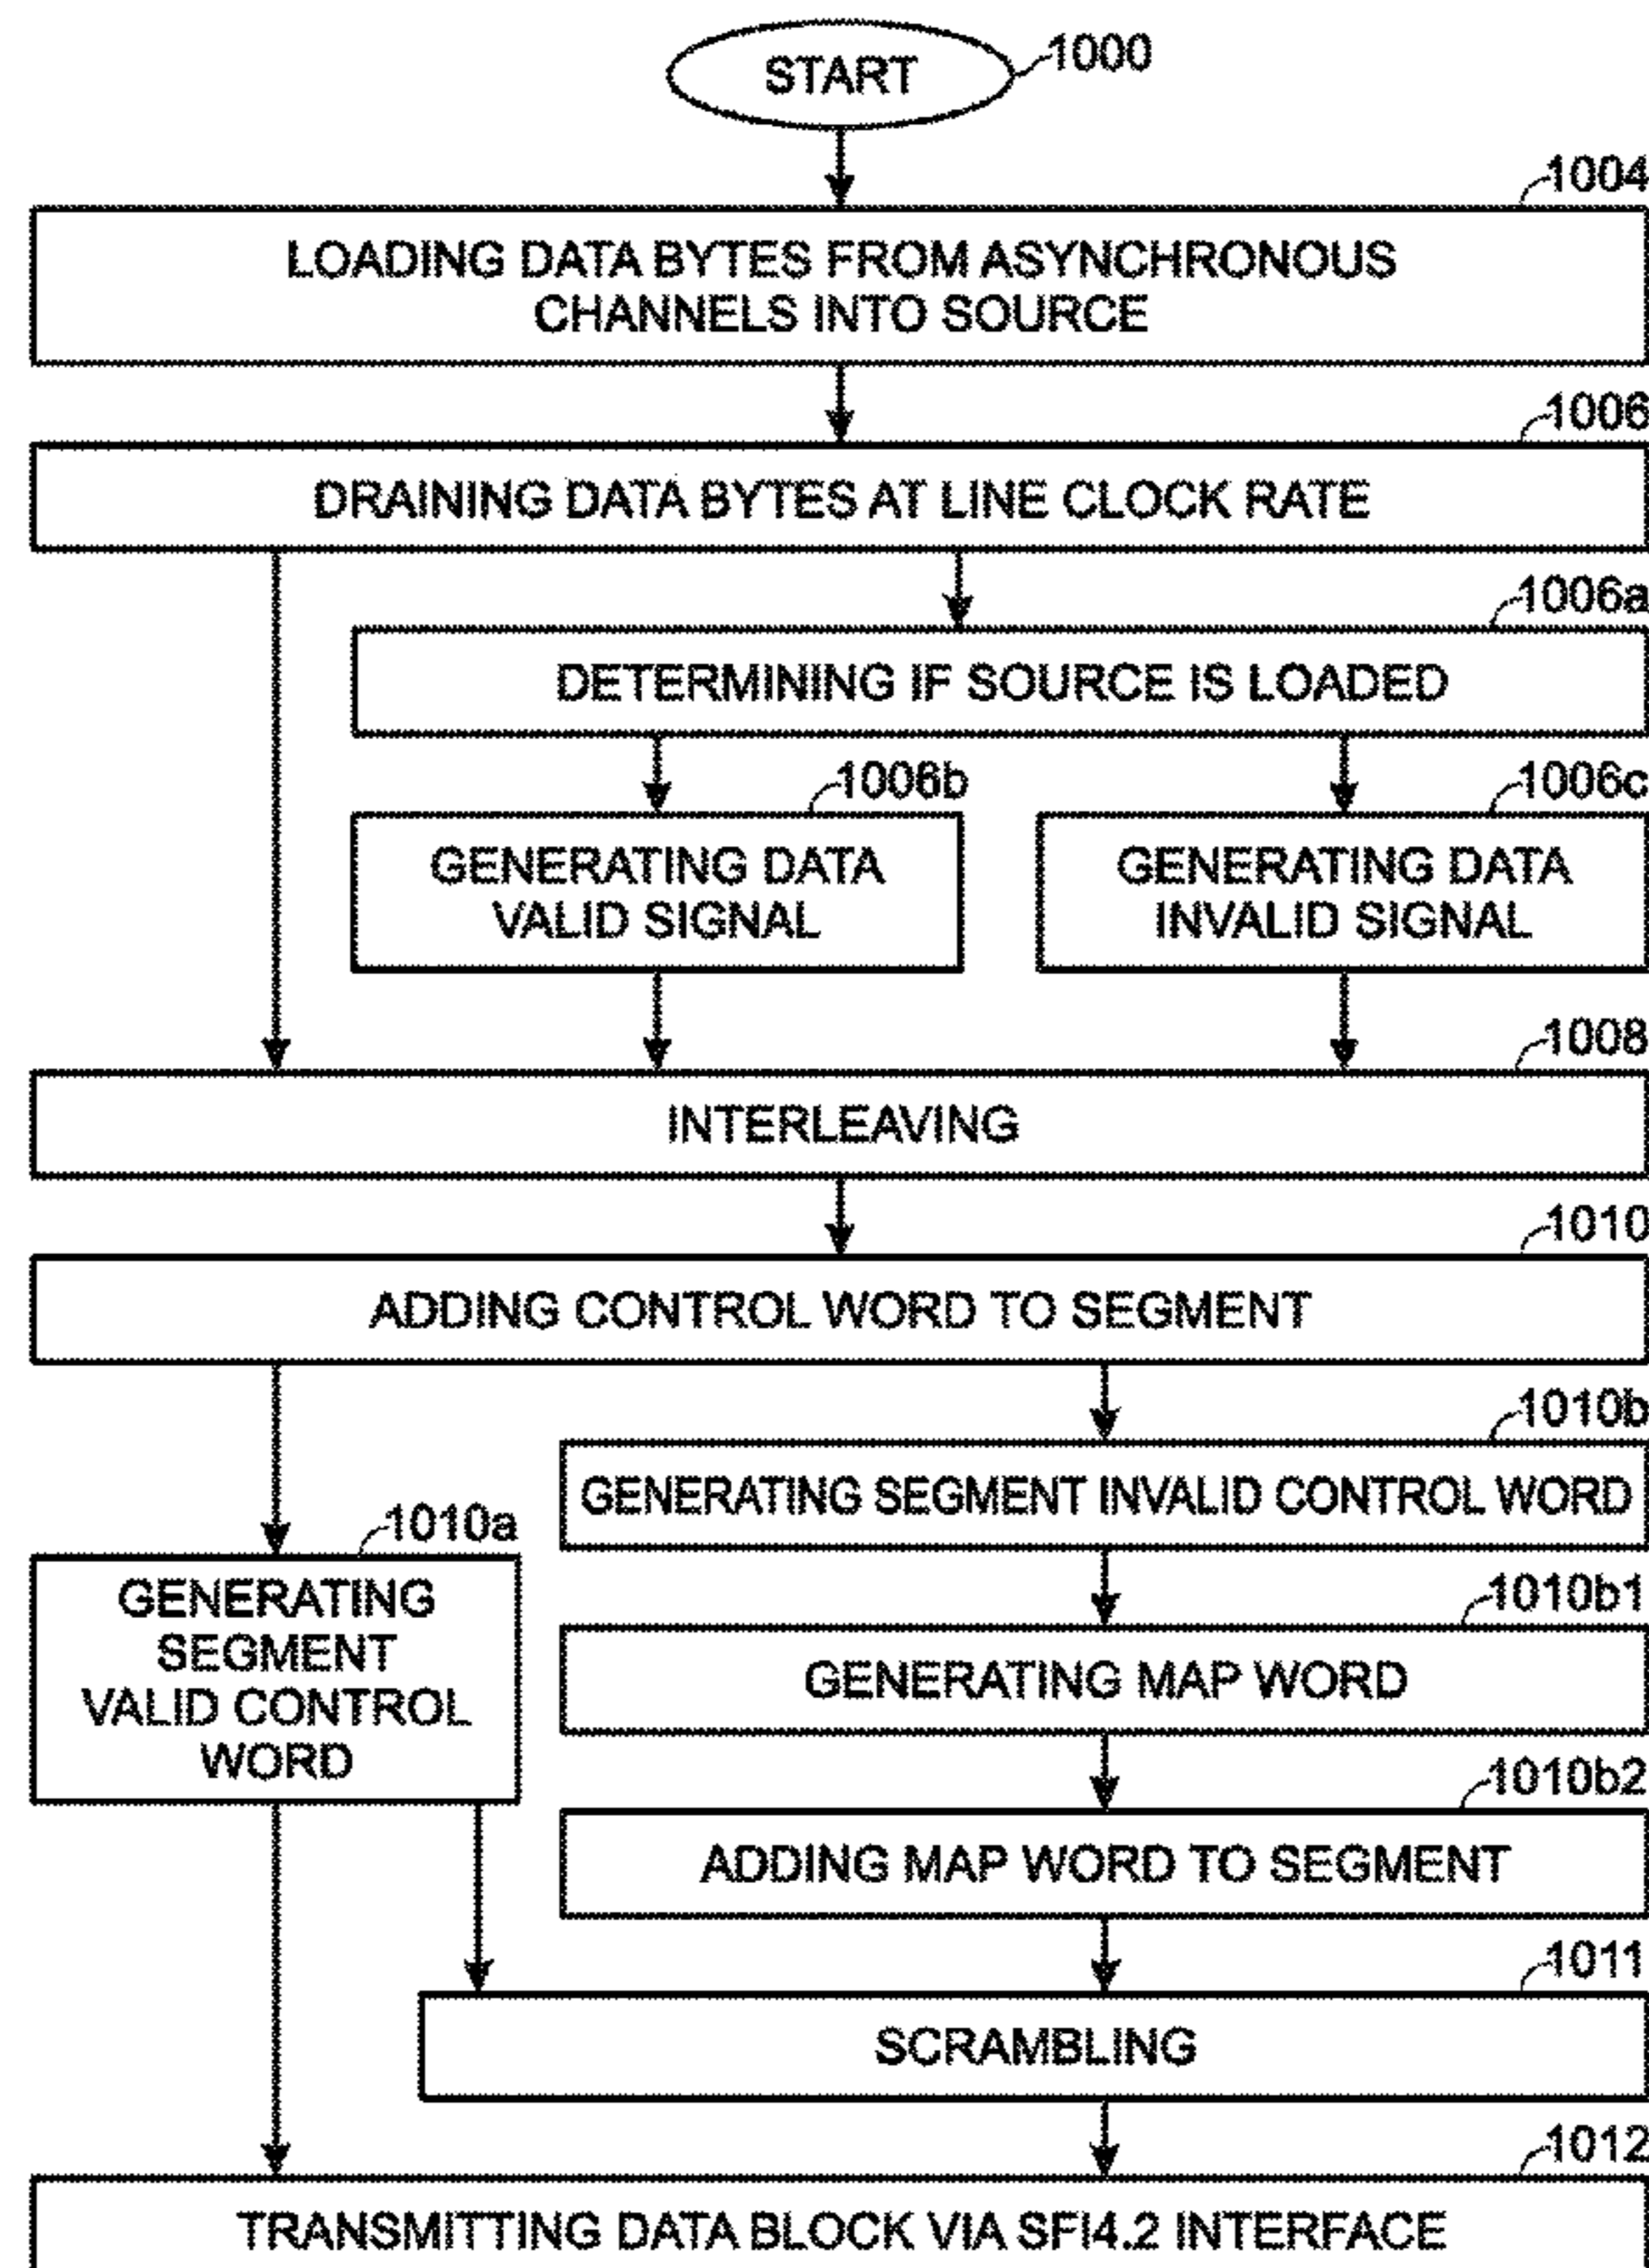 START
1000
1004
LOADING DATA BYTES FROM ASYNCHRONOUS
CHANNELS INTO SOURCE
1006
DRAINING DATA BYTES AT LINE CLOCK RATE
1006a
DETERMINING IF SOURCE IS LOADED
1006b
GENERATING DATA
VALID SIGNAL
1006c
GENERATING DATA
INVALID SIGNAL
1008
INTERLEAVING
1010
ADDING CONTROL WORD TO SEGMENT
1010b
GENERATING SEGMENT INVALID CONTROL WORD
1010a
GENERATING
SEGMENT
VALID CONTROL
WORD
1010b1
GENERATING MAP WORD
1010b2
ADDING MAP WORD TO SEGMENT
1011
SCRAMBLING
1012
TRANSMITTING DATA BLOCK VIA SFI4.2 INTERFACE